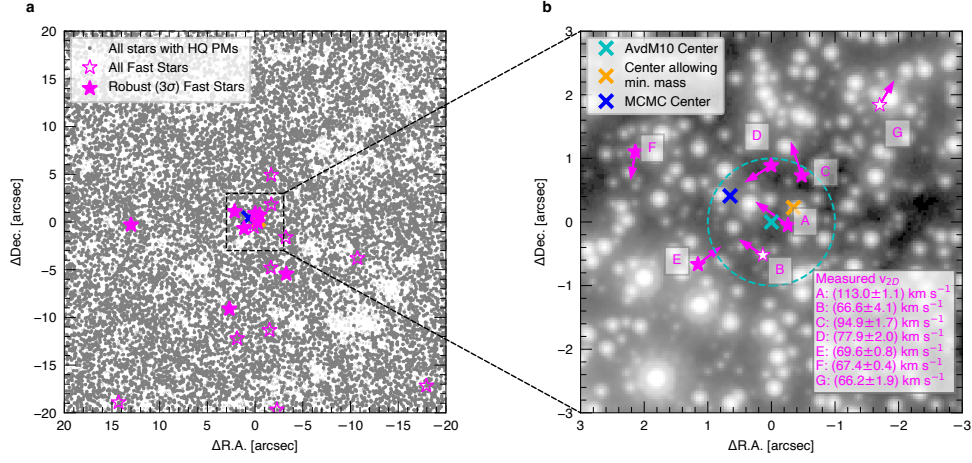 a
20
15
10
5
0
−5
−10
−15
−20
ΔDec. [arcsec]
All stars with HQ PMs
All Fast Stars
Robust (3σ) Fast Stars
20 15 10 5 0 −5 −10 −15 −20
ΔR.A. [arcsec]
b
3
2
1
0
−1
−2
−3
ΔDec. [arcsec]
AvdM10 Center
Center allowing
min. mass
MCMC Center
F
D
C
G
A
E
B
Measured v2D
A: (113.0±1.1) km s⁻¹
B: (66.6±4.1) km s⁻¹
C: (94.9±1.7) km s⁻¹
D: (77.9±2.0) km s⁻¹
E: (69.6±0.8) km s⁻¹
F: (67.4±0.4) km s⁻¹
G: (66.2±1.9) km s⁻¹
3 2 1 0 −1 −2 −3
ΔR.A. [arcsec]